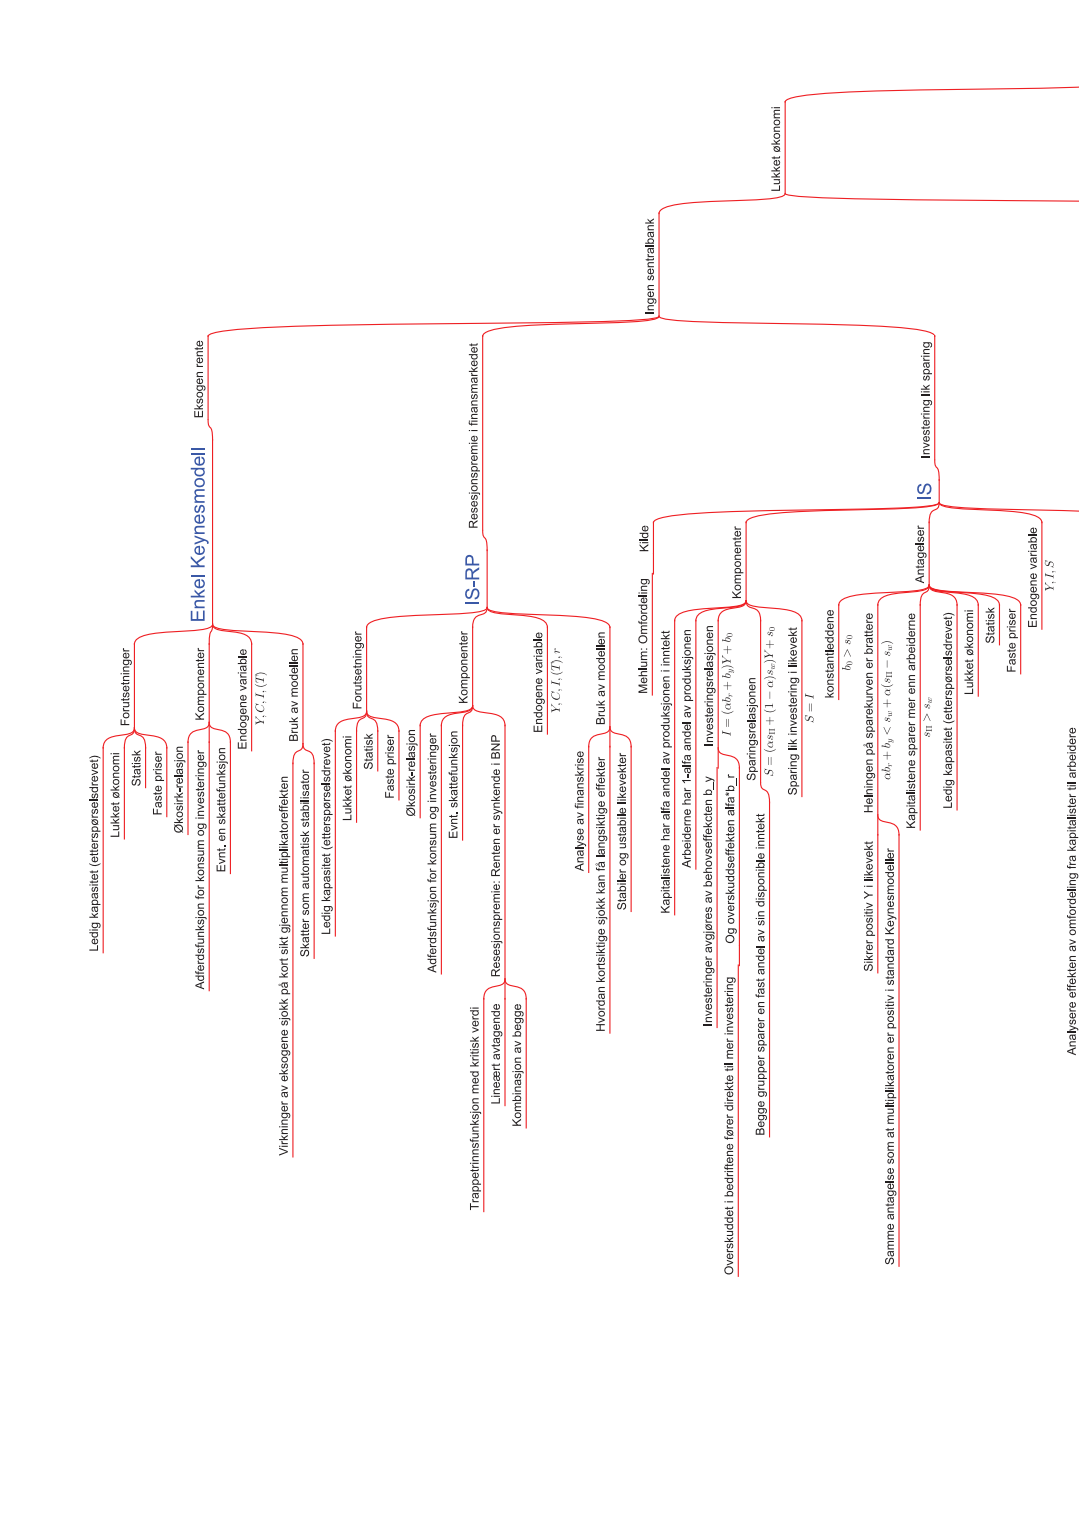 Lukket økonomi
Ingen sentralbank
Eksogen rente
Enkel Keynesmodell
Forutsetninger
Ledig kapasitet (etterspørselsdrevet)
Lukket økonomi
Statisk
Faste priser
Komponenter
Økosirk-relasjon
Adferdsfunksjon for konsum og investeringer
Evnt. en skattefunksjon
Endogene variable
Y, C, I, (T)
Bruk av modellen
Virkninger av eksogene sjokk på kort sikt gjennom multiplikatoreffekten
Skatter som automatisk stabilisator
Resesjonspremie i finansmarkedet
IS-RP
Forutsetninger
Ledig kapasitet (etterspørselsdrevet)
Lukket økonomi
Statisk
Faste priser
Komponenter
Økosirk-relasjon
Adferdsfunksjon for konsum og investeringer
Evnt. skattefunksjon
Resesjonspremie: Renten er synkende i BNP
Trappetrinnsfunksjon med kritisk verdi
Lineært avtagende
Kombinasjon av begge
Endogene variable
Y, C, I, (T), r
Bruk av modellen
Analyse av finanskrise
Hvordan kortsiktige sjokk kan få langsiktige effekter
Stabiler og ustabile likevekter
Investering lik sparing
IS
Kilde
Mehlum: Omfordeling
Komponenter
Kapitalistene har alfa andel av produksjonen i inntekt
Arbeiderne har 1-alfa andel av produksjonen
Investeringsrelasjonen
I = (αb_r + b_y)Y + b_0
Investeringer avgjøres av behovseffekcten b_y
Og overskuddseffekten alfa*b_r
Overskuddet i bedriftene fører direkte til mer investering
Sparingsrelasjonen
S = (αs_Π + (1 − α)s_w)Y + s_0
Begge grupper sparer en fast andel av sin disponible inntekt
Sparing lik investering i likevekt
S = I
Antagelser
konstantleddene
b_0 > s_0
Helningen på sparekurven er brattere
αb_r + b_y < s_w + α(s_Π − s_w)
Sikrer positiv Y i likevekt
Samme antagelse som at multiplikatoren er positiv i standard Keynesmodeller
Kapitalistene sparer mer enn arbeiderne
s_Π > s_w
Ledig kapasitet (etterspørselsdrevet)
Lukket økonomi
Statisk
Faste priser
Endogene variable
Y, I, S
Analysere effekten av omfordeling fra kapitalister til arbeidere